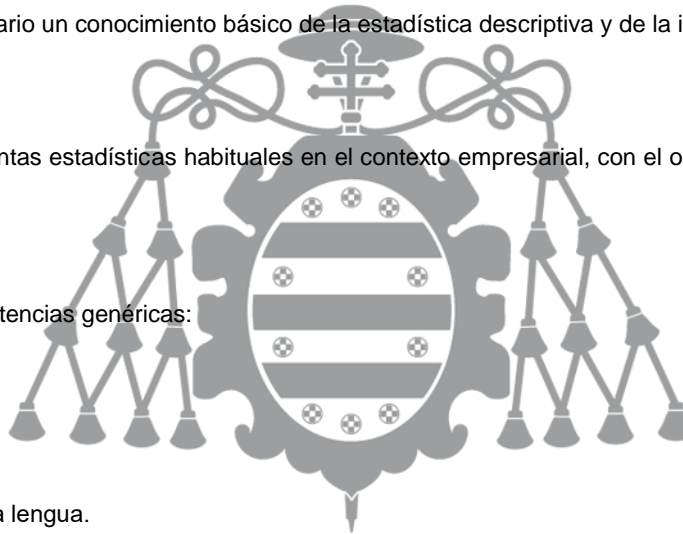 ario un conocimiento básico de la estadística descriptiva y de la i
ntas estadísticas habituales en el contexto empresarial, con el o
tencias genéricas:
a lengua.